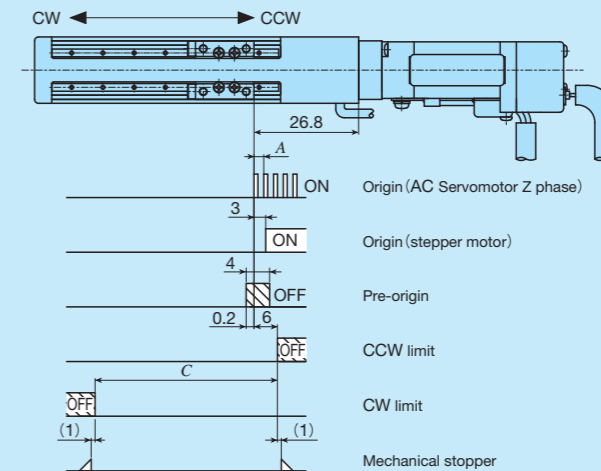 CW CCW
26.8
A
ON Origin (AC Servomotor Z phase)
3
ON Origin (stepper motor)
4
OFF Pre-origin
0.2 6
OFF CCW limit
C
OFF CW limit
(1) (1)
Mechanical stopper